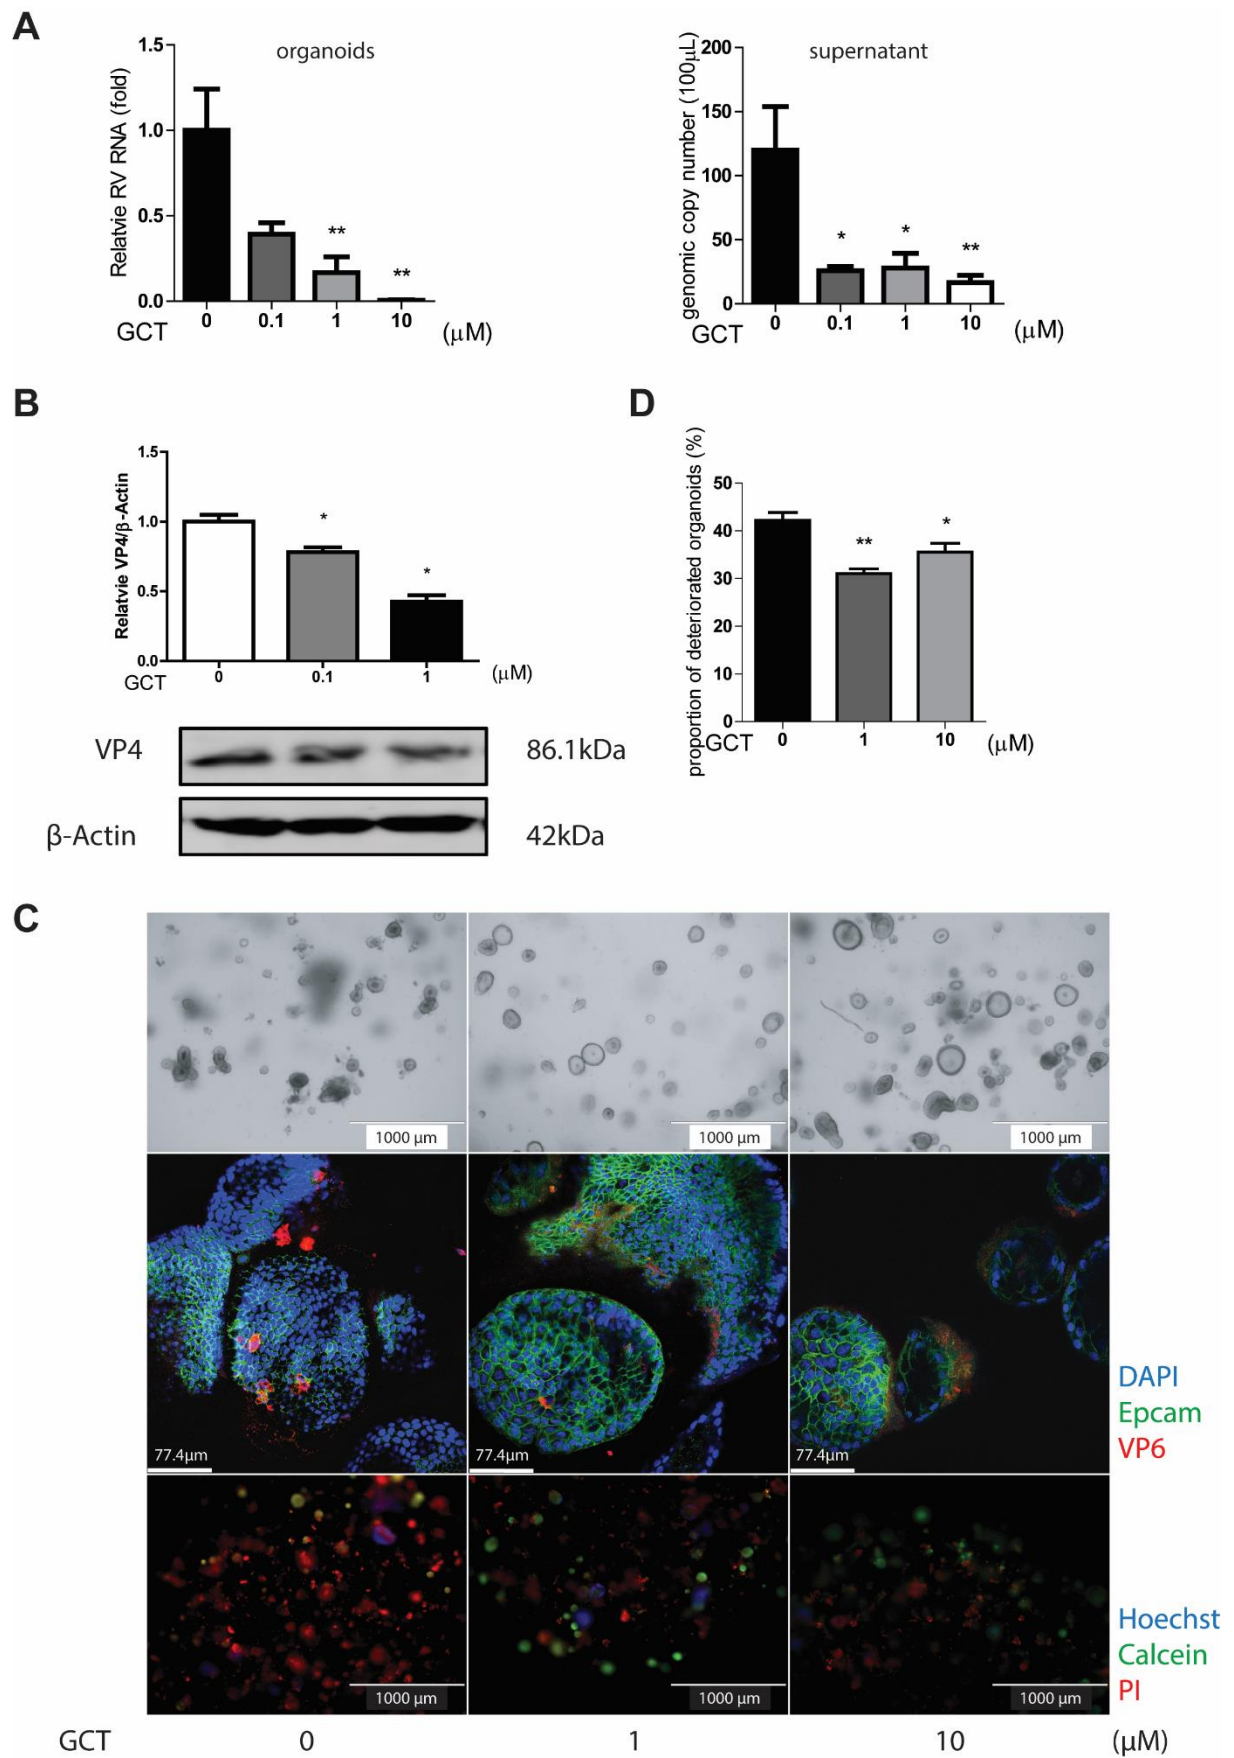 A
organoids
Relatvie RV RNA (fold)
1.5
1.0
0.5
0.0
**
**
GCT 0 0.1 1 10 (μM)
supernatant
genomic copy number (100μL)
200
150
100
50
0
*
*
**
GCT 0 0.1 1 10 (μM)
B
Relatvie VP4/β-Actin
1.5
1.0
0.5
0.0
*
*
GCT 0 0.1 1 (μM)
VP4 86.1kDa
β-Actin 42kDa
D
proportion of deteriorated organoids (%)
50
40
30
20
10
0
**
*
GCT 0 1 10 (μM)
C
1000 μm 1000 μm 1000 μm
77.4μm 77.4μm 77.4μm
DAPI
Epcam
VP6
1000 μm 1000 μm 1000 μm
Hoechst
Calcein
PI
GCT 0 1 10 (μM)